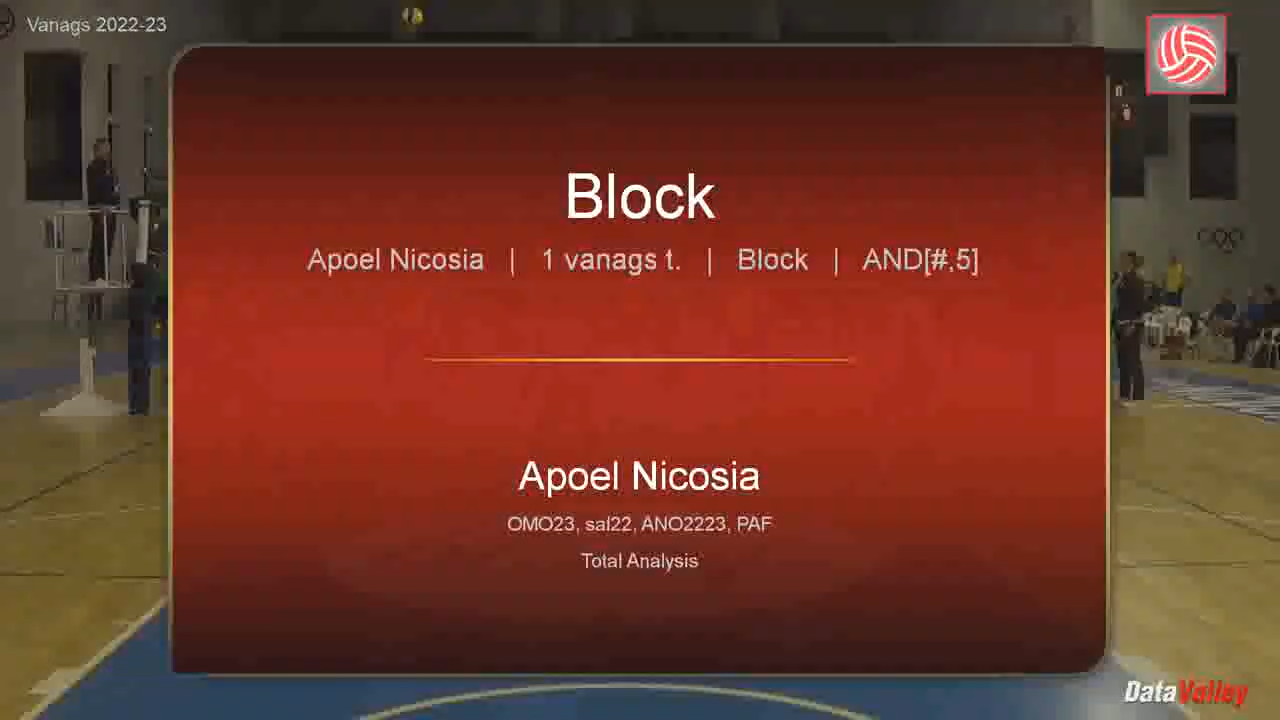 Vanags 2022-23
Block
Apoel Nicosia | 1 vanags t. | Block | AND[#,5]
Apoel Nicosia
OMO23, sal22, ANO2223, PAF
Total Analysis
DataVolley